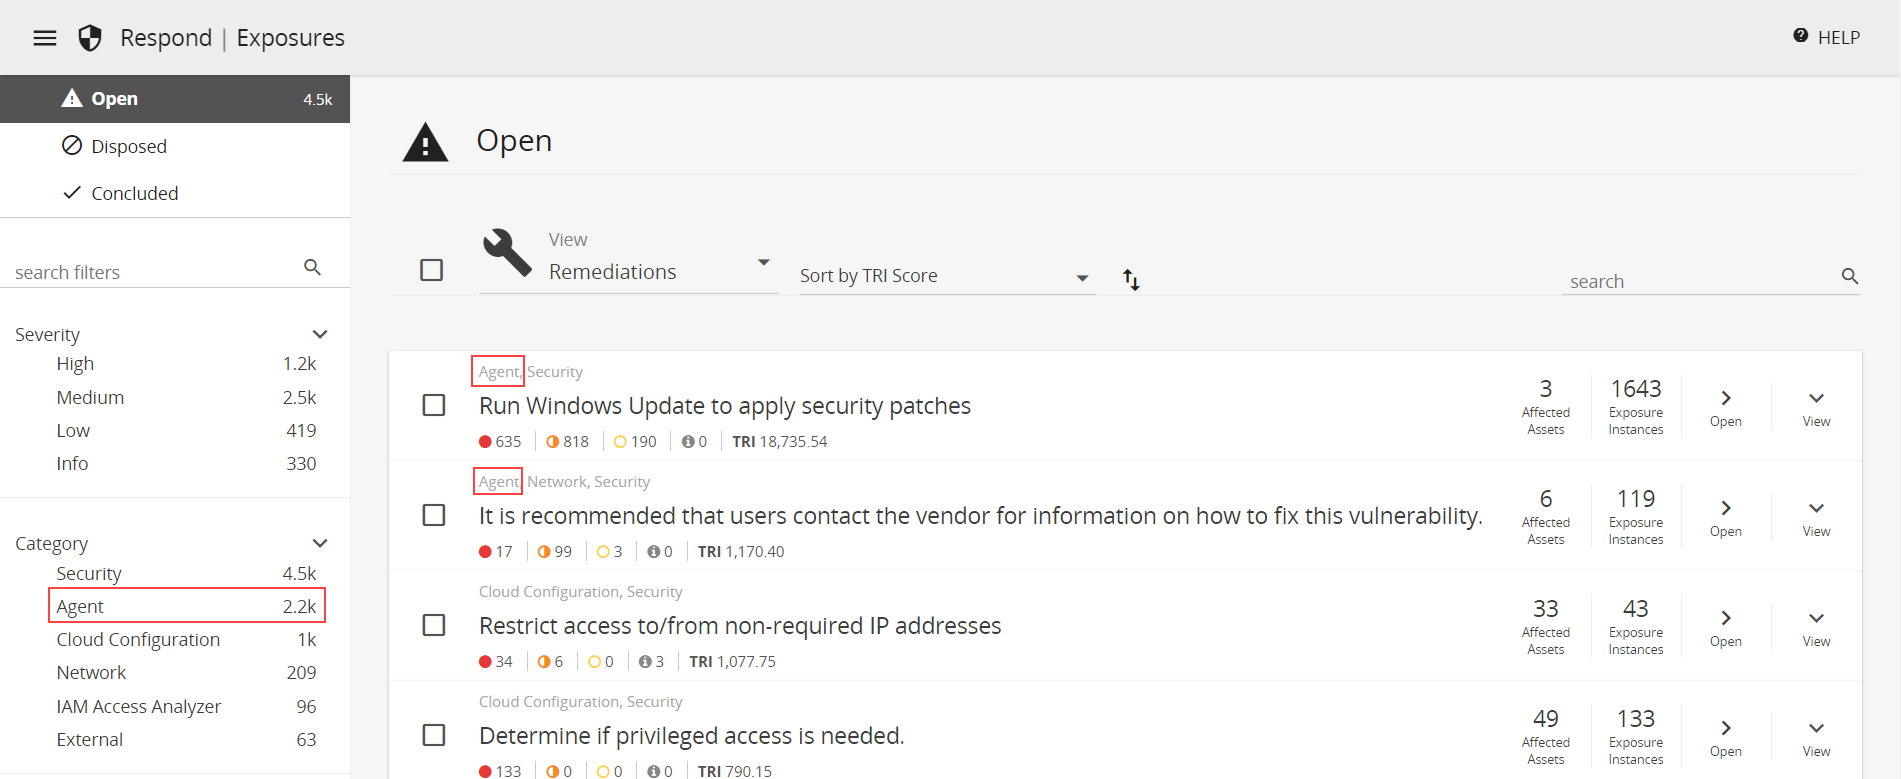 Respond | Exposures
HELP
Open 4.5k
Disposed
Concluded
search filters
Severity
High 1.2k
Medium 2.5k
Low 419
Info 330
Category
Security 4.5k
Agent 2.2k
Cloud Configuration 1k
Network 209
IAM Access Analyzer 96
External 63
Open
View
Remediations
Sort by TRI Score
search
Agent, Security
Run Windows Update to apply security patches
635 818 190 0 TRI 18,735.54
3 Affected Assets
1643 Exposure Instances
Open
View
Agent, Network, Security
It is recommended that users contact the vendor for information on how to fix this vulnerability.
17 99 3 0 TRI 1,170.40
6 Affected Assets
119 Exposure Instances
Open
View
Cloud Configuration, Security
Restrict access to/from non-required IP addresses
34 6 0 3 TRI 1,077.75
33 Affected Assets
43 Exposure Instances
Open
View
Cloud Configuration, Security
Determine if privileged access is needed.
133 0 0 0 TRI 790.15
49 Affected Assets
133 Exposure Instances
Open
View